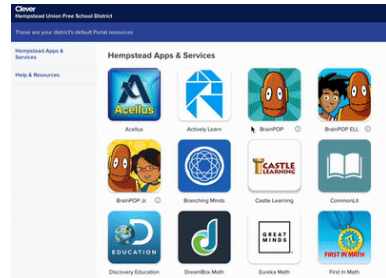 Clever
Hempstead Union Free School District
These are your district's default Portal resources
Hempstead Apps &
Services
Help & Resources
Hempstead Apps & Services
Acellus
CASTLE
LEARNING
Acellus
Actively Learn
BrainPOP
BrainPOP ELL
BrainPOP Jr.
Branching Minds
Castle Learning
CommonLit
D
EDUCATION
GREAT
MINDS
FIRST IN MATH
Discovery Education
DreamBox Math
Eureka Math
First In Math